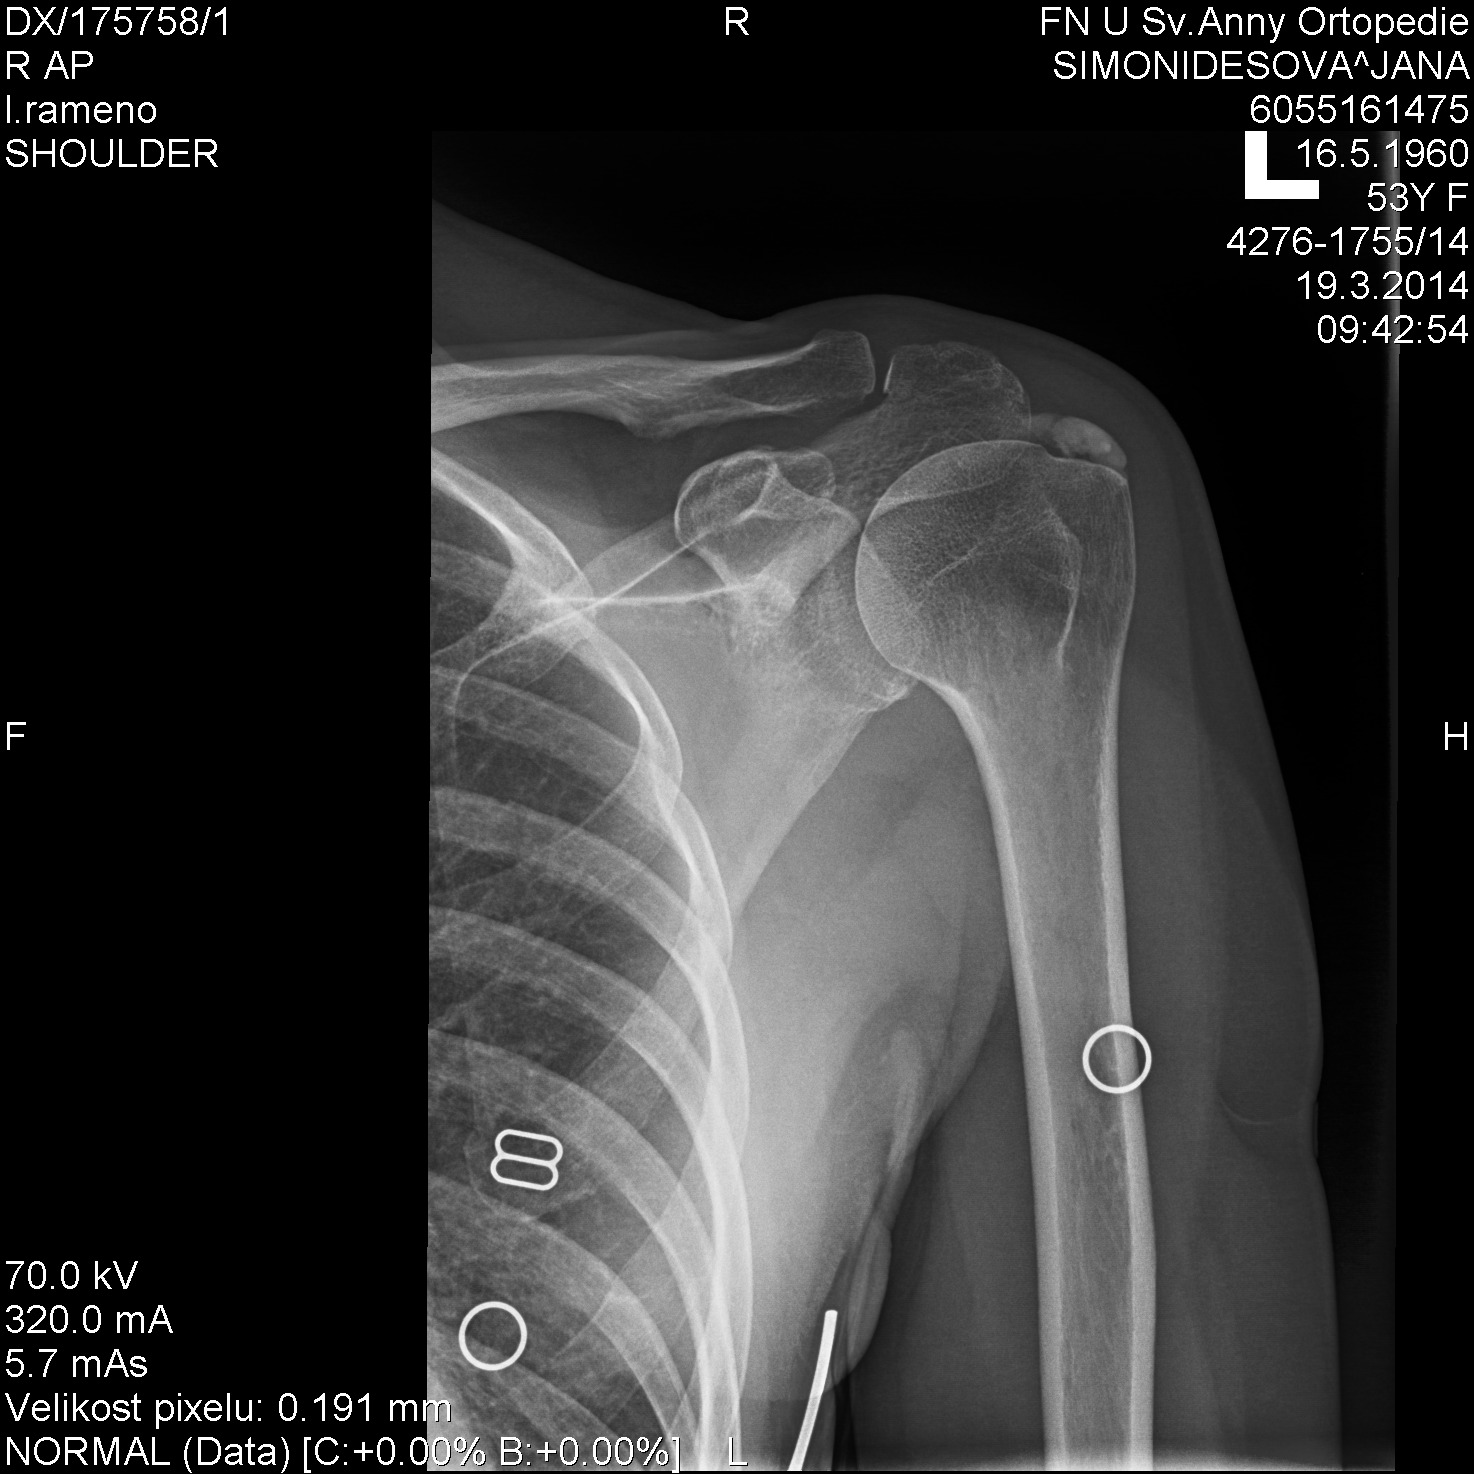 DX/175758/1
R AP
l.rameno
SHOULDER
R
FN U Sv.Anny Ortopedie
SIMONIDESOVA^JANA
6055161475
16.5.1960
53Y F
4276-1755/14
19.3.2014
09:42:54
L
F
H
70.0 kV
320.0 mA
5.7 mAs
Velikost pixelu: 0.191 mm
NORMAL (Data) [C:+0.00% B:+0.00%]
L